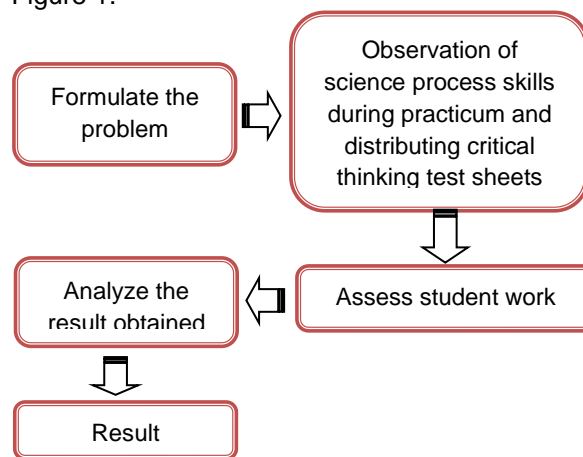 Figure 1.
Formulate the
problem
Observation of
science process skills
during practicum and
distributing critical
thinking test sheets
Assess student work
Analyze the
result obtained
Result